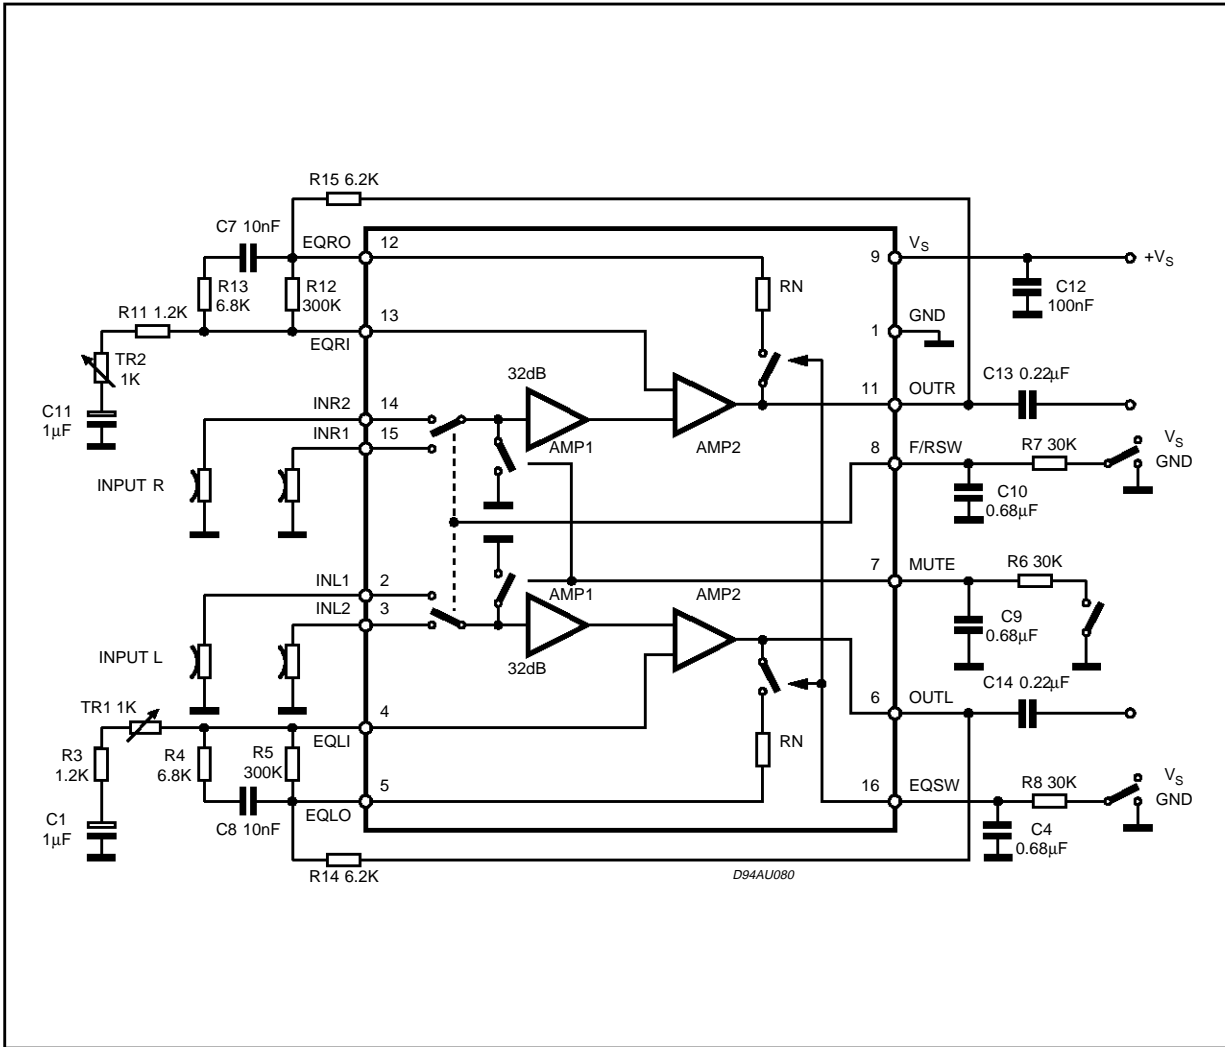 R15 6.2K
C7 10nF
EQRO
12
9
VS
+VS
R13
6.8K
R12
300K
RN
C12
100nF
R11 1.2K
13
EQRI
GND
1
TR2
1K
32dB
C13 0.22µF
11
OUTR
C11
1µF
INR2
14
INR1
15
AMP1
AMP2
8
F/RSW
R7 30K
VS
GND
INPUT R
C10
0.68µF
INL1
2
INL2
3
AMP1
AMP2
7
MUTE
R6 30K
C9
0.68µF
INPUT L
32dB
C14 0.22µF
TR1 1K
4
EQLI
6
OUTL
R3
1.2K
R4
6.8K
R5
300K
RN
5
EQLO
16
EQSW
R8 30K
VS
GND
C1
1µF
C8 10nF
C4
0.68µF
R14 6.2K
D94AU080